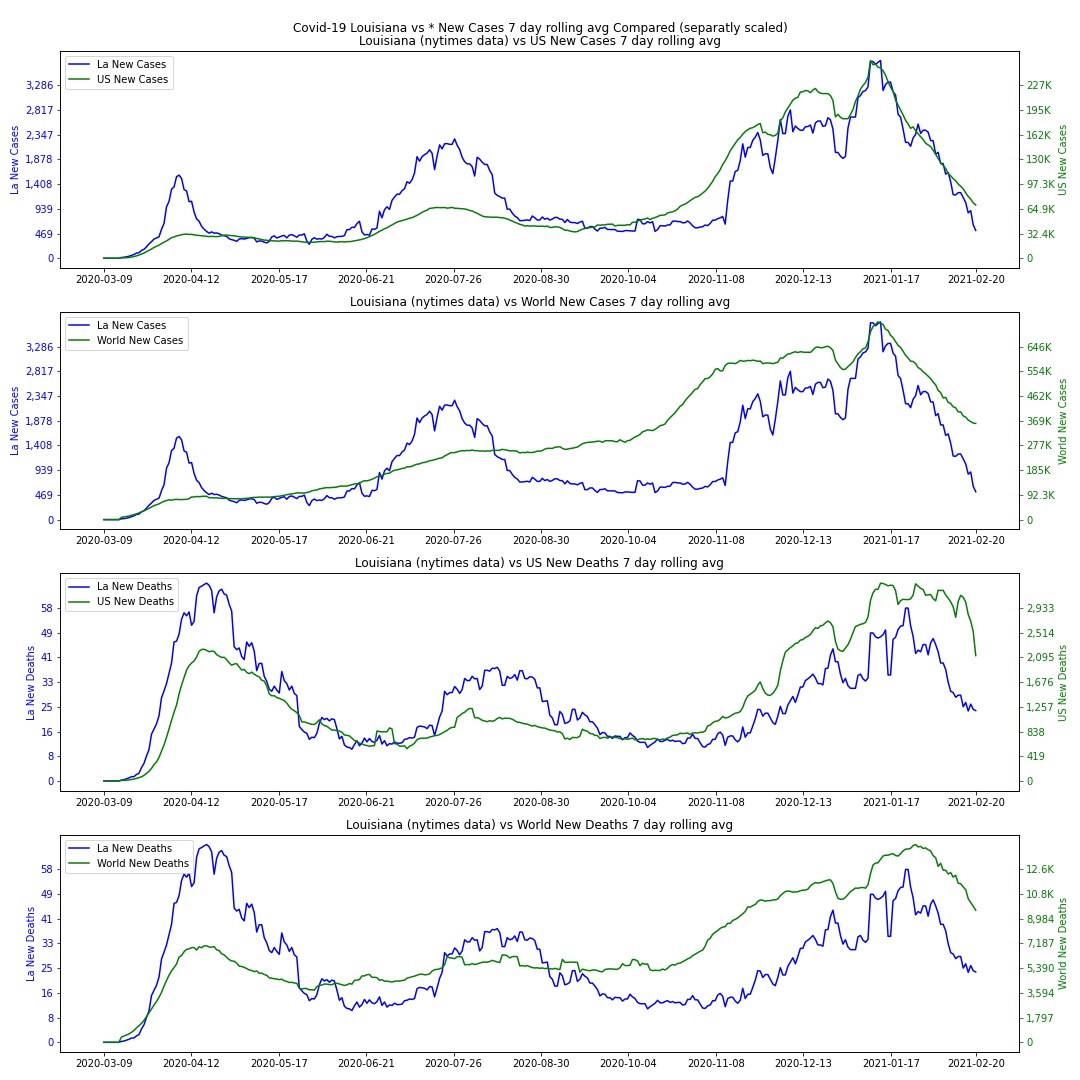 Covid-19 Louisiana vs * New Cases 7 day rolling avg Compared (separatly scaled)
Louisiana (nytimes data) vs US New Cases 7 day rolling avg
La New Cases
US New Cases
3,286
2,817
2,347
1,878
1,408
939
469
0
La New Cases
227K
195K
162K
130K
97.3K
64.9K
32.4K
0
US New Cases
2020-03-09 2020-04-12 2020-05-17 2020-06-21 2020-07-26 2020-08-30 2020-10-04 2020-11-08 2020-12-13 2021-01-17 2021-02-20
Louisiana (nytimes data) vs World New Cases 7 day rolling avg
La New Cases
World New Cases
3,286
2,817
2,347
1,878
1,408
939
469
0
La New Cases
646K
554K
462K
369K
277K
185K
92.3K
0
World New Cases
2020-03-09 2020-04-12 2020-05-17 2020-06-21 2020-07-26 2020-08-30 2020-10-04 2020-11-08 2020-12-13 2021-01-17 2021-02-20
Louisiana (nytimes data) vs US New Deaths 7 day rolling avg
La New Deaths
US New Deaths
58
49
41
33
25
16
8
0
La New Deaths
2,933
2,514
2,095
1,676
1,257
838
419
0
US New Deaths
2020-03-09 2020-04-12 2020-05-17 2020-06-21 2020-07-26 2020-08-30 2020-10-04 2020-11-08 2020-12-13 2021-01-17 2021-02-20
Louisiana (nytimes data) vs World New Deaths 7 day rolling avg
La New Deaths
World New Deaths
58
49
41
33
25
16
8
0
La New Deaths
12.6K
10.8K
8,984
7,187
5,390
3,594
1,797
0
World New Deaths
2020-03-09 2020-04-12 2020-05-17 2020-06-21 2020-07-26 2020-08-30 2020-10-04 2020-11-08 2020-12-13 2021-01-17 2021-02-20